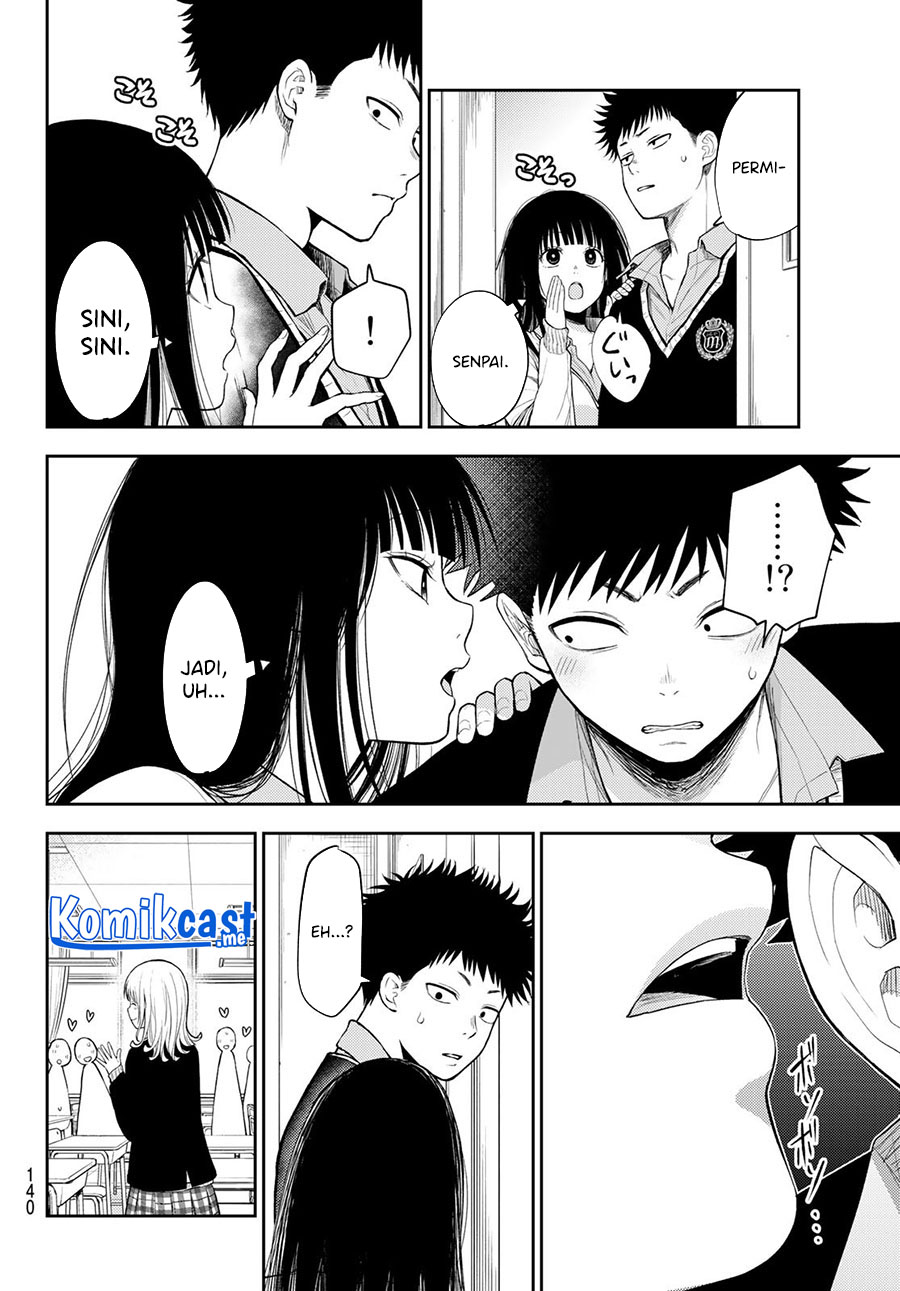 PERMI-
こそっ
SENPAI.
ぐいっ
m
こそ
こそ
!
SINI,
SINI.
……
!?
JADI,
UH...
ボソボソ…
EH...?
Komikcast
.me
140